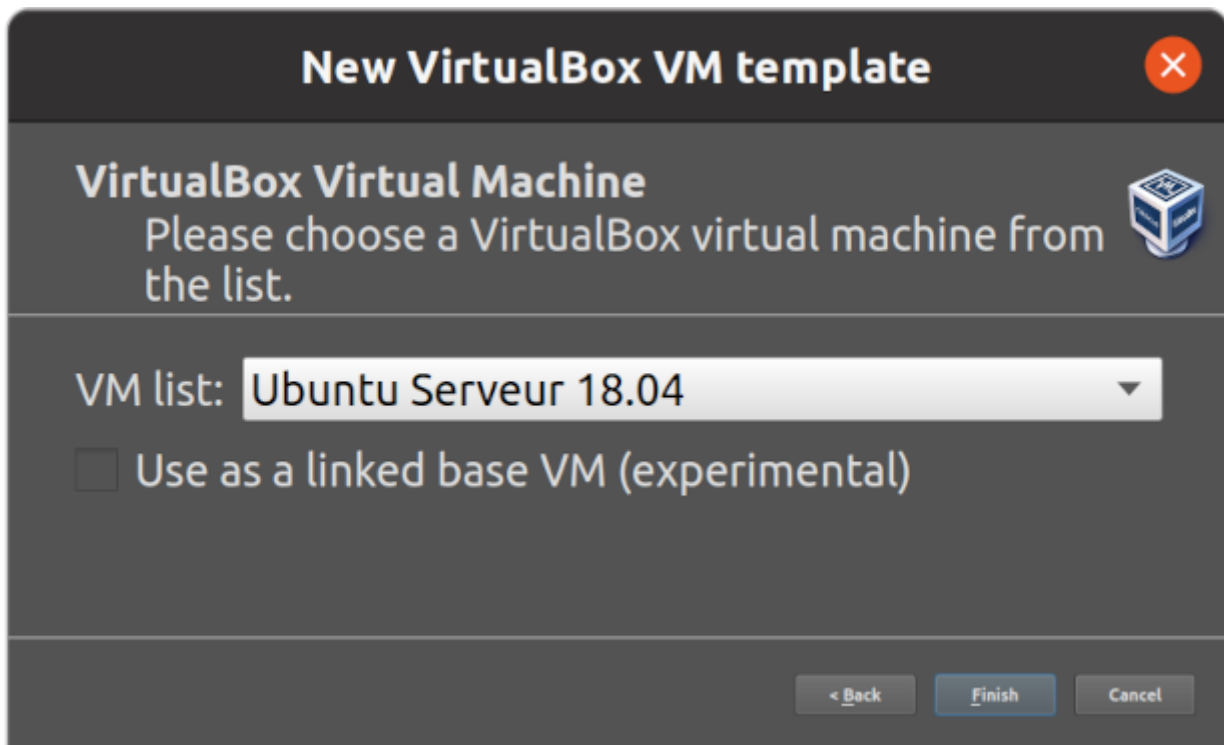 New VirtualBox VM template
VirtualBox Virtual Machine
Please choose a VirtualBox virtual machine from
the list.
VM list: Ubuntu Serveur 18.04
Use as a linked base VM (experimental)
< Back Finish Cancel